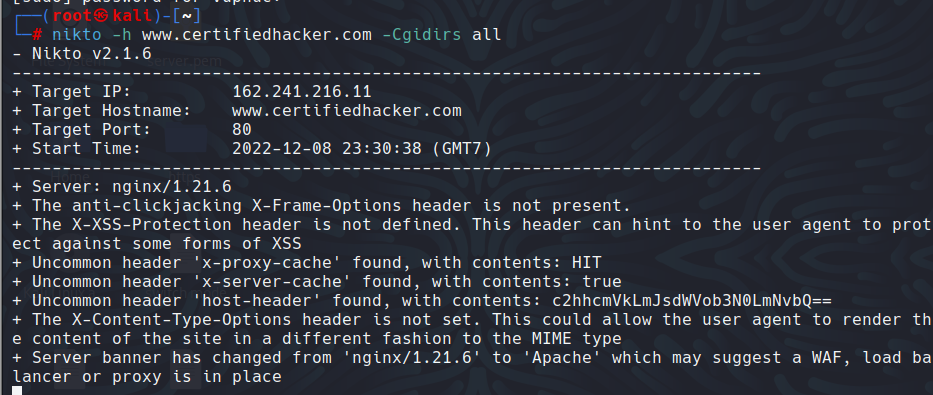 [sudo] password for vuphuc:
(root㉿kali)-[~]
# nikto -h www.certifiedhacker.com -Cgidirs all
- Nikto v2.1.6
---------------------------------------------------------------------------
+ Target IP: 162.241.216.11
+ Target Hostname: www.certifiedhacker.com
+ Target Port: 80
+ Start Time: 2022-12-08 23:30:38 (GMT7)
---------------------------------------------------------------------------
+ Server: nginx/1.21.6
+ The anti-clickjacking X-Frame-Options header is not present.
+ The X-XSS-Protection header is not defined. This header can hint to the user agent to prot
ect against some forms of XSS
+ Uncommon header 'x-proxy-cache' found, with contents: HIT
+ Uncommon header 'x-server-cache' found, with contents: true
+ Uncommon header 'host-header' found, with contents: c2hhcmVkLmJsdWVob3N0LmNvbQ==
+ The X-Content-Type-Options header is not set. This could allow the user agent to render th
e content of the site in a different fashion to the MIME type
+ Server banner has changed from 'nginx/1.21.6' to 'Apache' which may suggest a WAF, load ba
lancer or proxy is in place